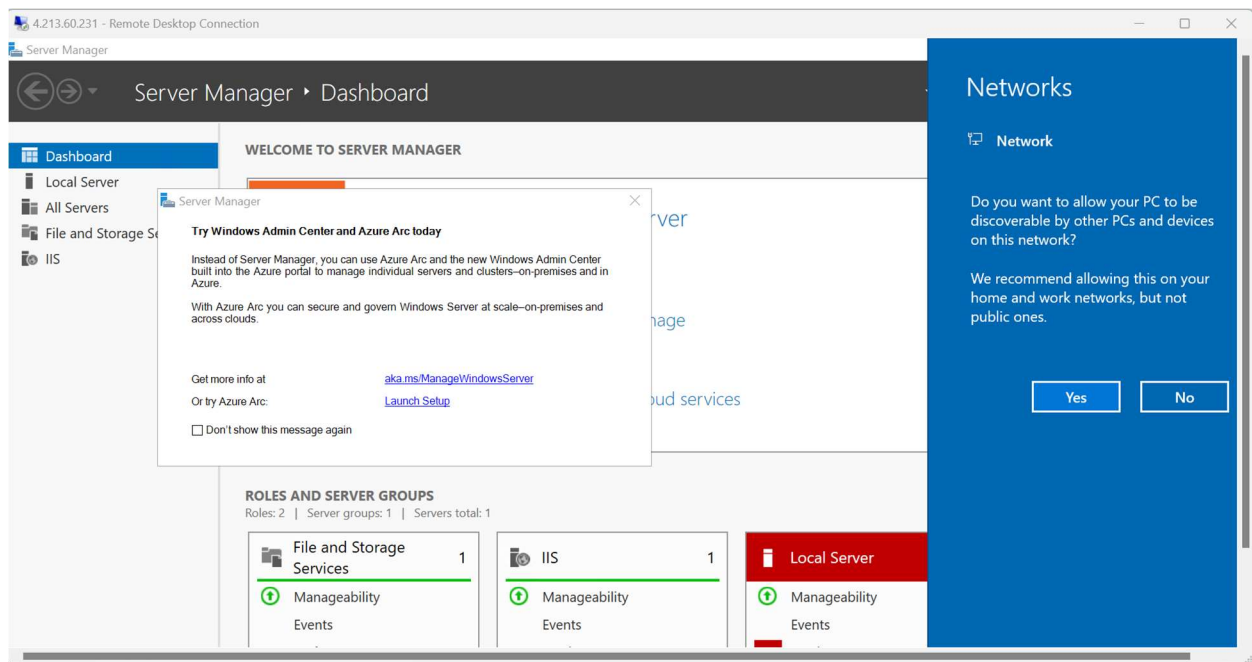 4.213.60.231 - Remote Desktop Connection
Server Manager
Server Manager • Dashboard
Dashboard
Local Server
All Servers
File and Storage Se
IIS
WELCOME TO SERVER MANAGER
rver
nage
oud services
Server Manager
Try Windows Admin Center and Azure Arc today
Instead of Server Manager, you can use Azure Arc and the new Windows Admin Center
built into the Azure portal to manage individual servers and clusters–on-premises and in
Azure.
With Azure Arc you can secure and govern Windows Server at scale–on-premises and
across clouds.
Get more info at aka.ms/ManageWindowsServer
Or try Azure Arc: Launch Setup
Don't show this message again
ROLES AND SERVER GROUPS
Roles: 2 | Server groups: 1 | Servers total: 1
File and Storage
Services 1
Manageability
Events
IIS 1
Manageability
Events
Local Server
Manageability
Events
Networks
Network
Do you want to allow your PC to be
discoverable by other PCs and devices
on this network?
We recommend allowing this on your
home and work networks, but not
public ones.
Yes No